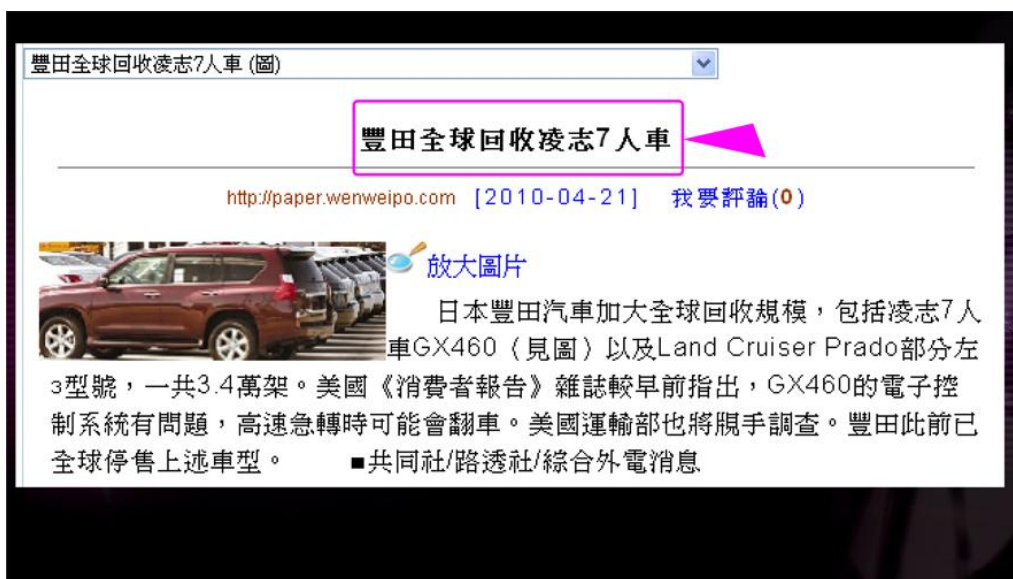 豐田全球回收凌志7人車 (圖)
豐田全球回收凌志7人車
http://paper.wenweipo.com [2010-04-21] 我要評論(0)
放大圖片
日本豐田汽車加大全球回收規模，包括凌志7人
車GX460（見圖）以及Land Cruiser Prado部分左
3型號，一共3.4萬架。美國《消費者報告》雜誌較早前指出，GX460的電子控
制系統有問題，高速急轉時可能會翻車。美國運輸部也將覑手調查。豐田此前已
全球停售上述車型。 ■共同社/路透社/綜合外電消息